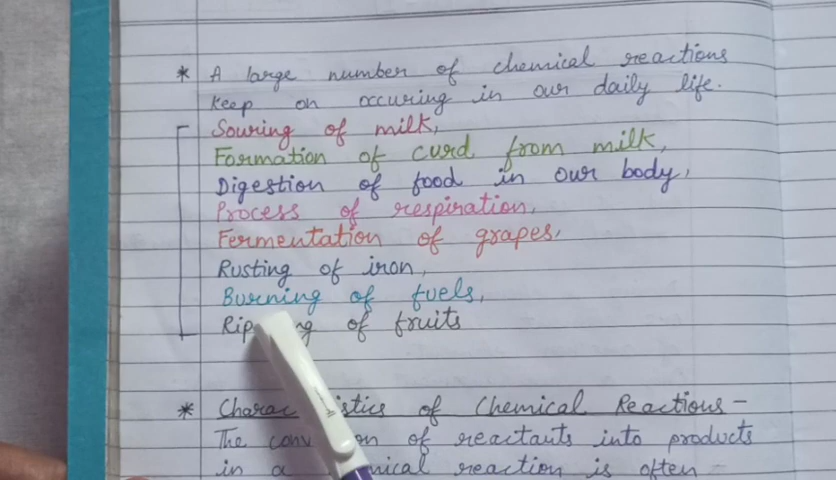 * A large number of chemical reactions
keep on occuring in our daily life.
Souring of milk,
Formation of curd from milk,
Digestion of food in our body,
Process of respiration,
Fermentation of grapes,
Rusting of iron,
Burning of fuels,
of fruits
* of Chemical Reactions -
The of reactants into products
in a reaction is often